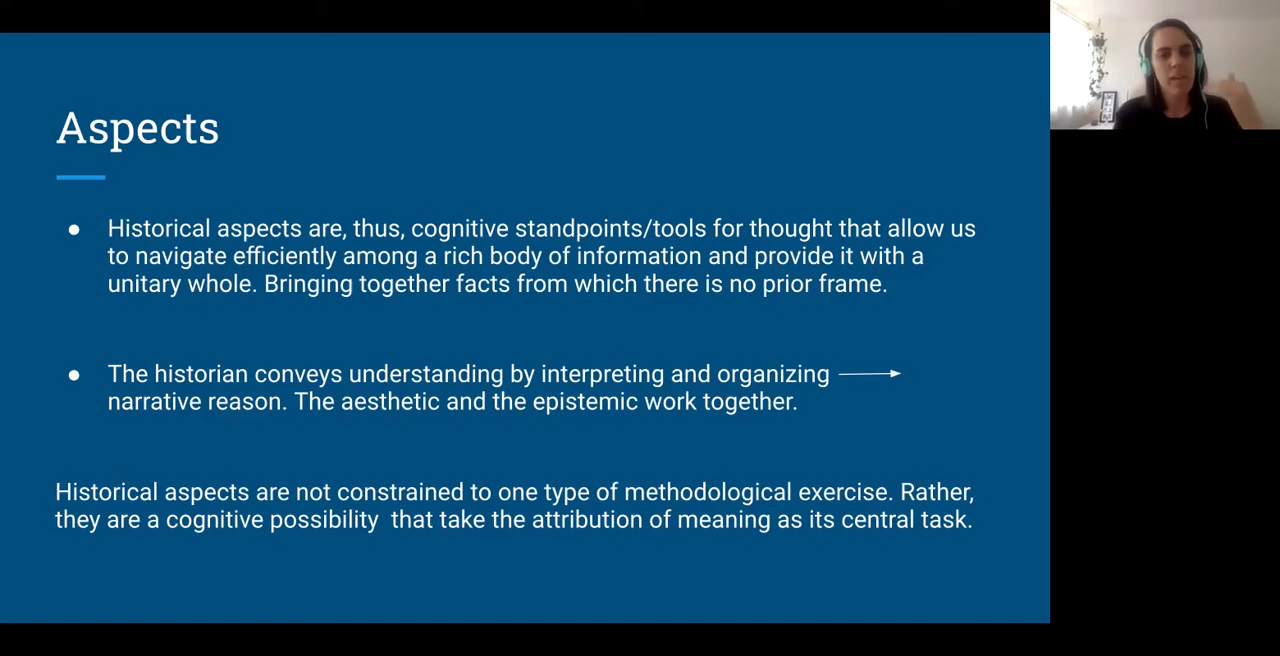 Aspects
● Historical aspects are, thus, cognitive standpoints/tools for thought that allow us
to navigate efficiently among a rich body of information and provide it with a
unitary whole. Bringing together facts from which there is no prior frame.
● The historian conveys understanding by interpreting and organizing
narrative reason. The aesthetic and the epistemic work together.
Historical aspects are not constrained to one type of methodological exercise. Rather,
they are a cognitive possibility  that take the attribution of meaning as its central task.